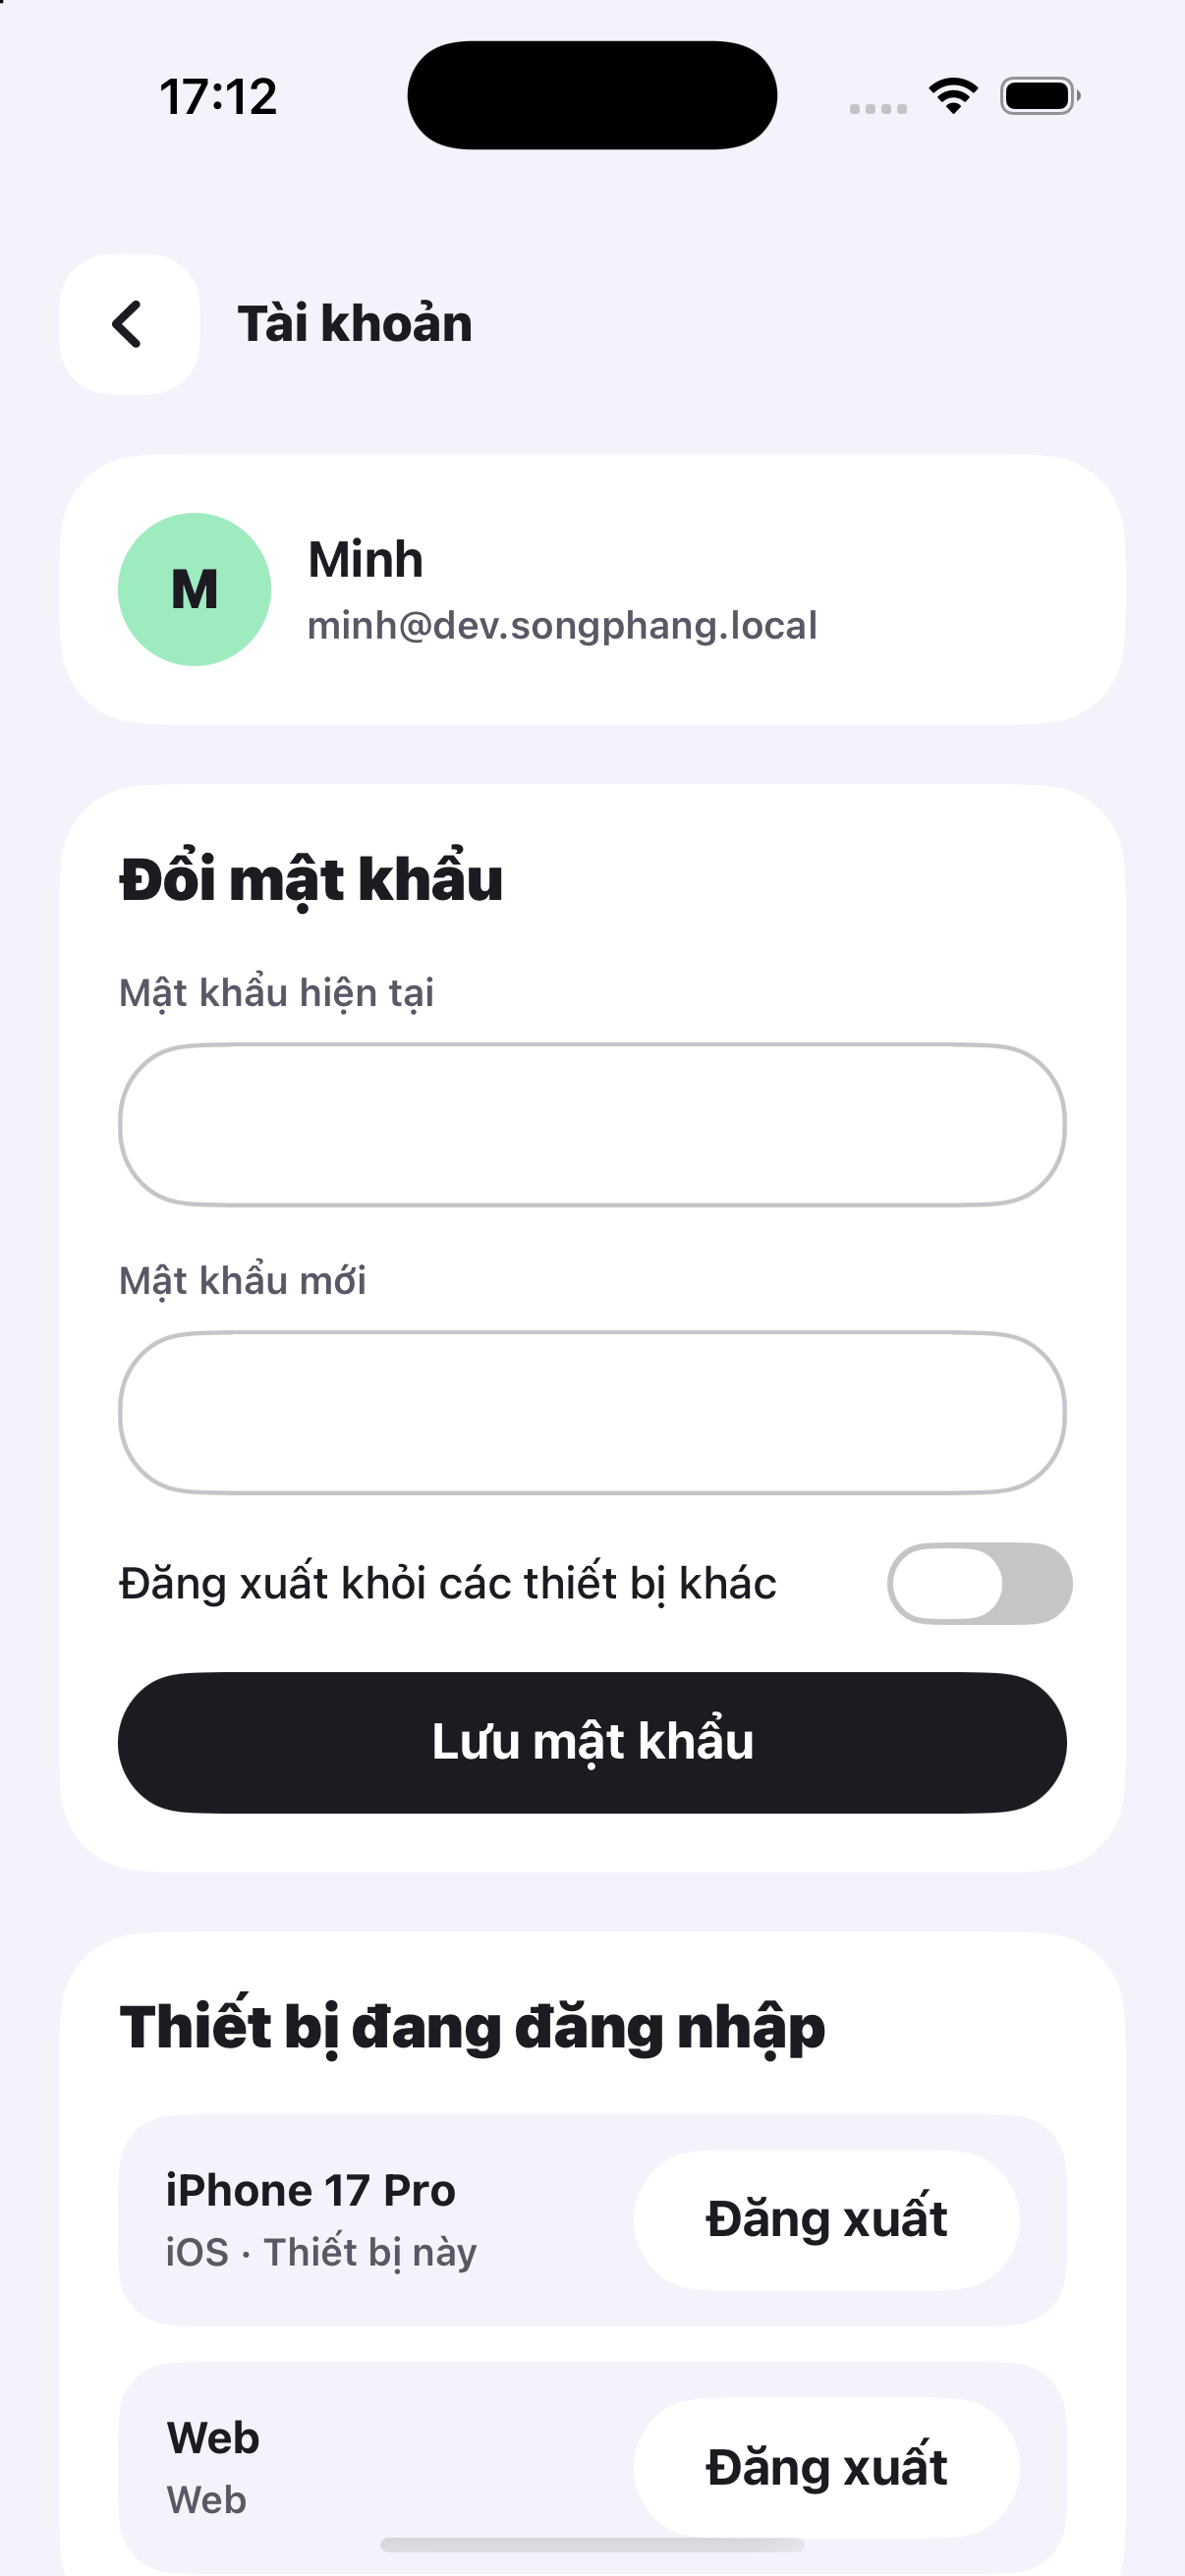 17:12
Tài khoản
M
Minh
minh@dev.songphang.local
Đổi mật khẩu
Mật khẩu hiện tại
Mật khẩu mới
Đăng xuất khỏi các thiết bị khác
Lưu mật khẩu
Thiết bị đang đăng nhập
iPhone 17 Pro
iOS · Thiết bị này
Đăng xuất
Web
Web
Đăng xuất